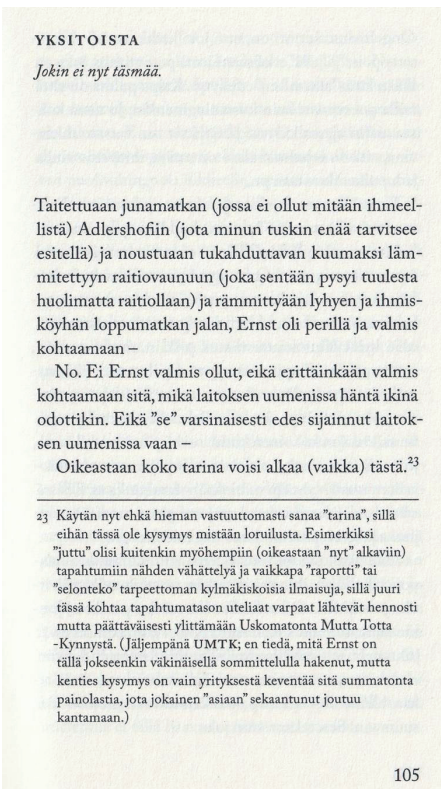 YKSITOISTA
Jokin ei nyt täsmää.
Taitettuaan junamatkan (jossa ei ollut mitään ihmeel-
listä) Adlershofiin (jota minun tuskin enää tarvitsee
esitellä) ja noustuaan tukahduttavan kuumaksi läm-
mitettyyn raitiovaunuun (joka sentään pysyi tuulesta
huolimatta raitiollaan) ja rämmittyään lyhyen ja ihmis-
köyhän loppumatkan jalan, Ernst oli perillä ja valmis
kohtaamaan –
No. Ei Ernst valmis ollut, eikä erittäinkään valmis
kohtaamaan sitä, mikä laitoksen uumenissa häntä ikinä
odottikin. Eikä ”se” varsinaisesti edes sijainnut laitok-
sen uumenissa vaan –
Oikeastaan koko tarina voisi alkaa (vaikka) tästä.23
23 Käytän nyt ehkä hieman vastuuttomasti sanaa ”tarina”, sillä
eihän tässä ole kysymys mistään loruilusta. Esimerkiksi
”juttu” olisi kuitenkin myöhempiin (oikeastaan ”nyt” alkaviin)
tapahtumiin nähden vähättelyä ja vaikkapa ”raportti” tai
”selonteko” tarpeettoman kylmäkiskoisia ilmaisuja, sillä juuri
tässä kohtaa tapahtumatason uteliaat varpaat lähtevät hennosti
mutta päättäväisesti ylittämään Uskomatonta Mutta Totta
-Kynnystä. (Jäljempänä UMTK; en tiedä, mitä Ernst on
tällä jokseenkin väkinäisellä sommittelulla hakenut, mutta
kenties kysymys on vain yrityksestä keventää sitä summatonta
painolastia, jota jokainen ”asiaan” sekaantunut joutuu
kantamaan.)
105